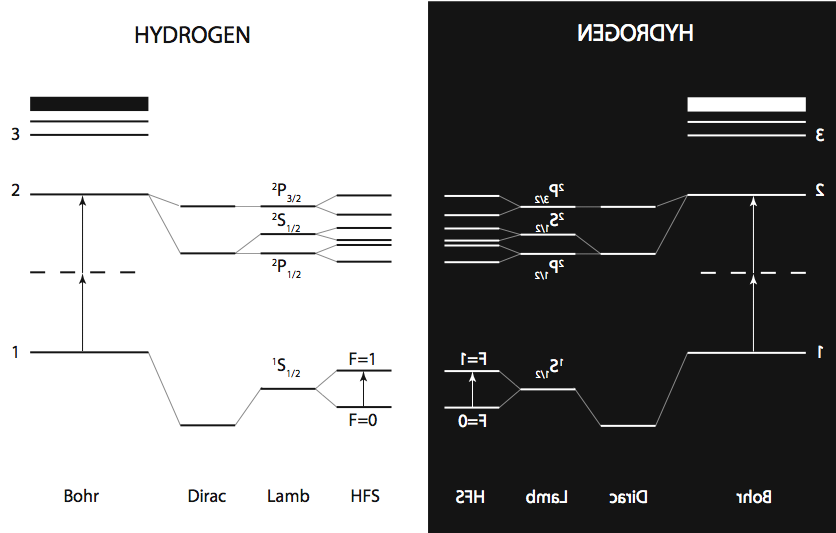 HYDROGEN
3
2
²P₃/₂
²S₁/₂
²P₁/₂
1
F=1
¹S₁/₂
F=0
Bohr Dirac Lamb HFS
HYDROGEN
3
2
²P₃/₂
²S₁/₂
²P₁/₂
1
F=1
¹S₁/₂
F=0
HFS Lamb Dirac Bohr